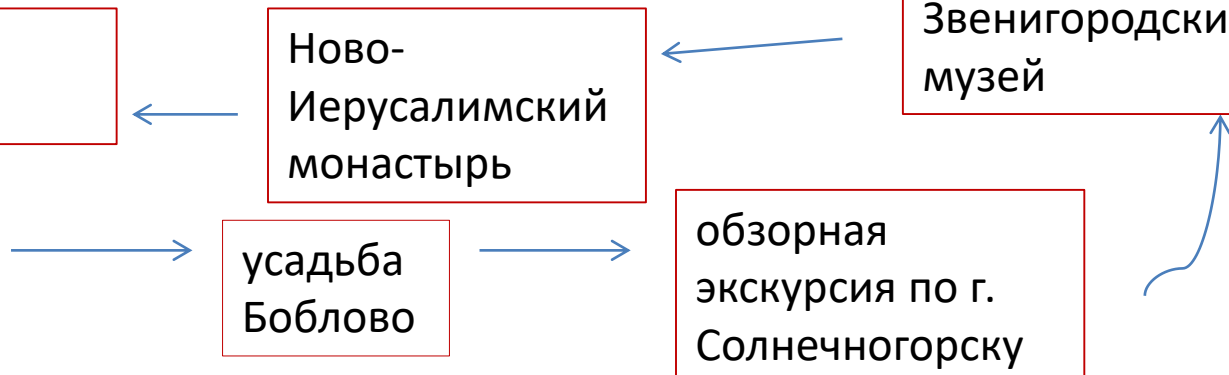 Ново-
Иерусалимский
монастырь
Звенигородски
музей
усадьба
Боблово
обзорная
экскурсия по г.
Солнечногорску